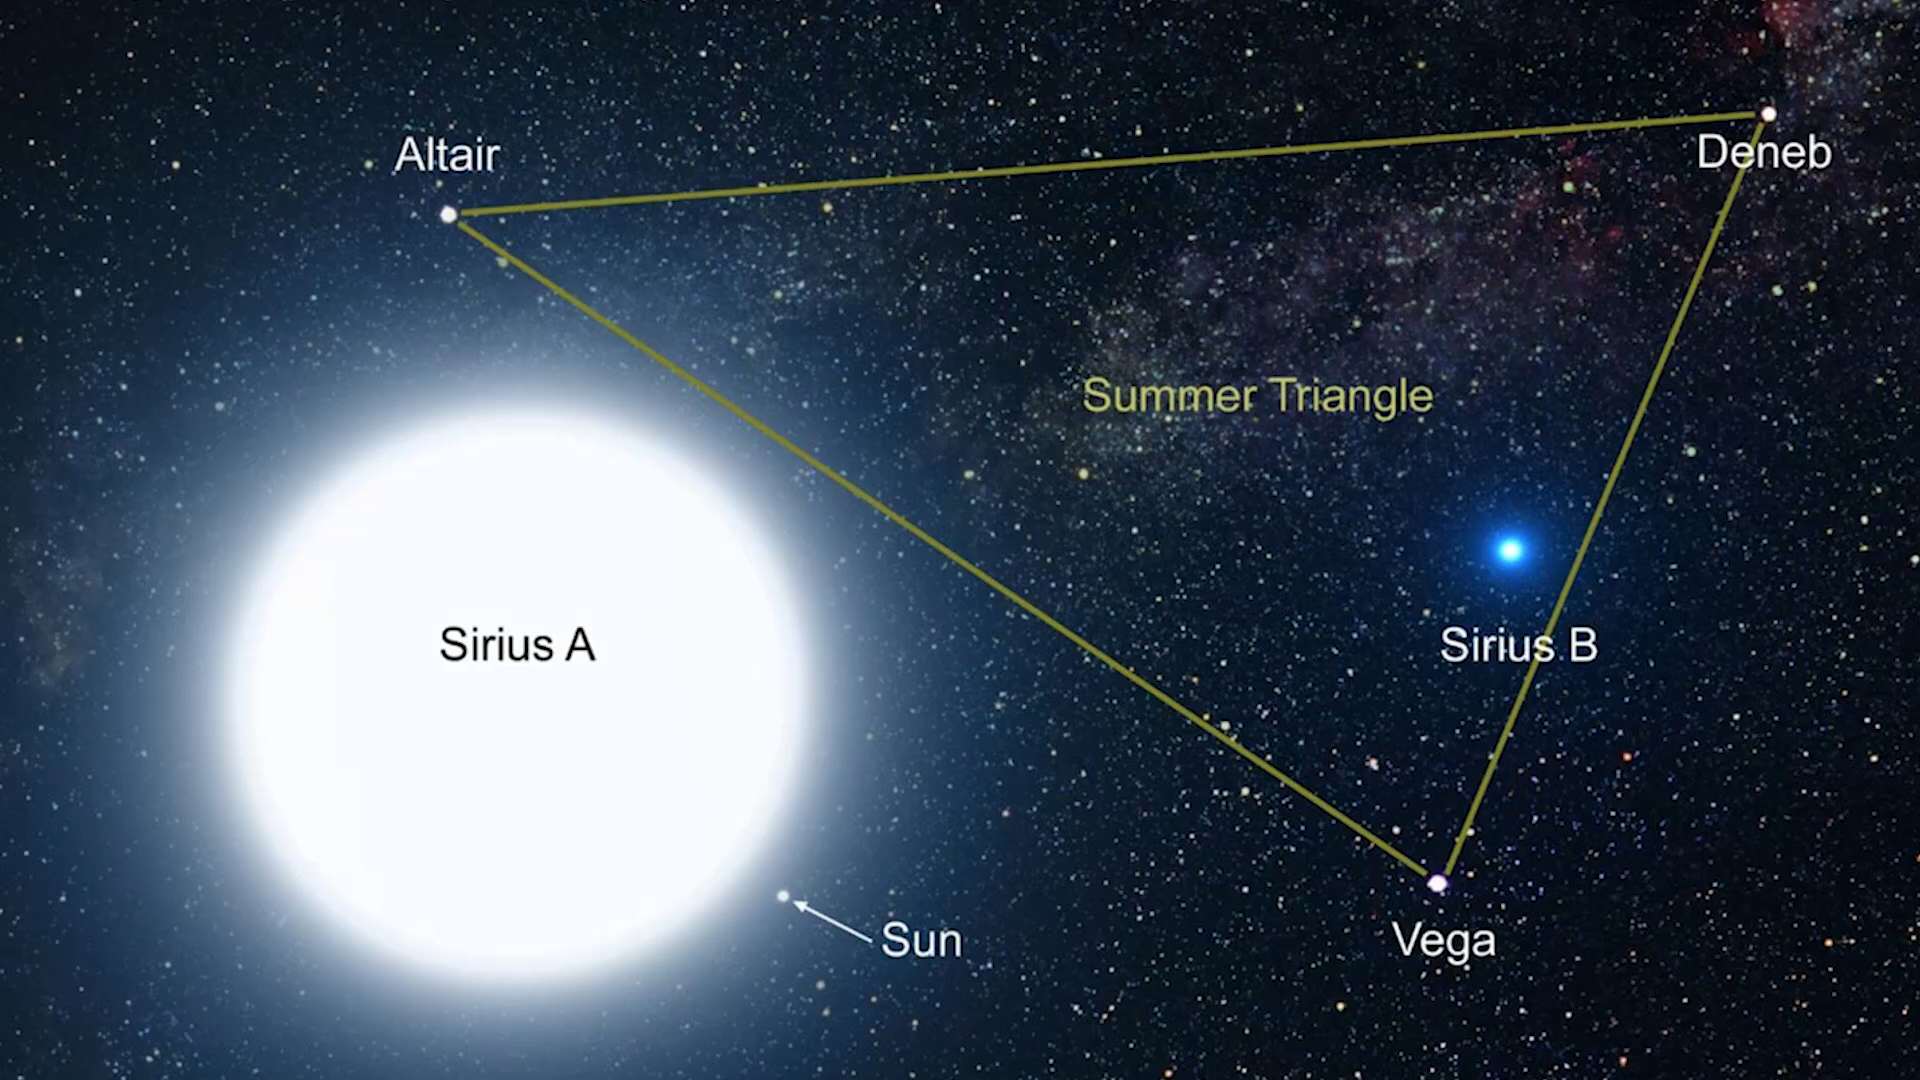 Altair
Deneb
Summer Triangle
Sirius A
Sirius B
Sun
Vega